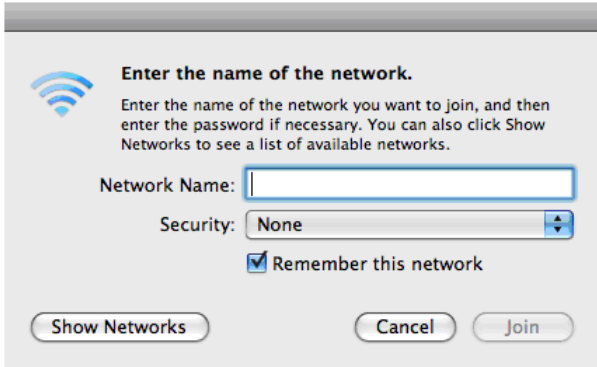 Enter the name of the network.
Enter the name of the network you want to join, and then
enter the password if necessary. You can also click Show
Networks to see a list of available networks.
Network Name:
Security: None
Remember this network
Show Networks Cancel Join